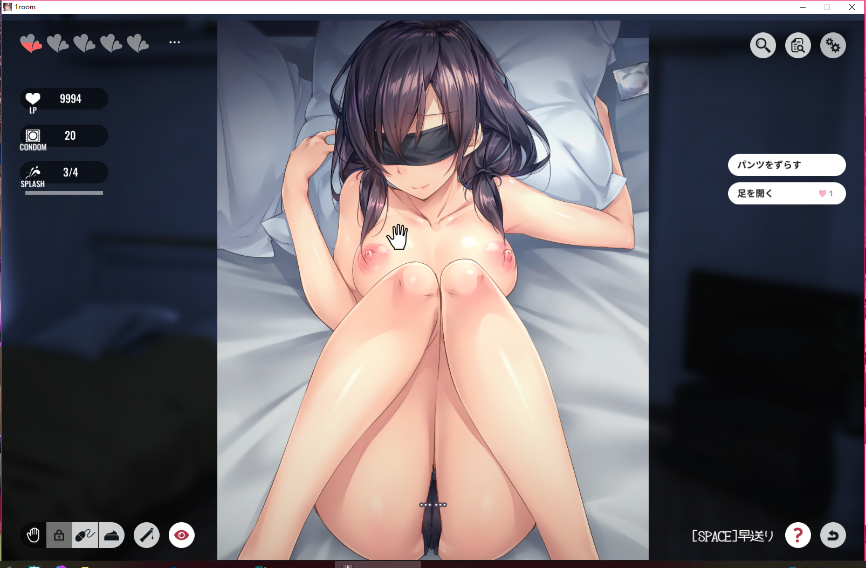 1room
9994
LP
20
CONDOM
3/4
SPLASH
パンツをずらす
足を開く 1
[SPACE]早送り
?